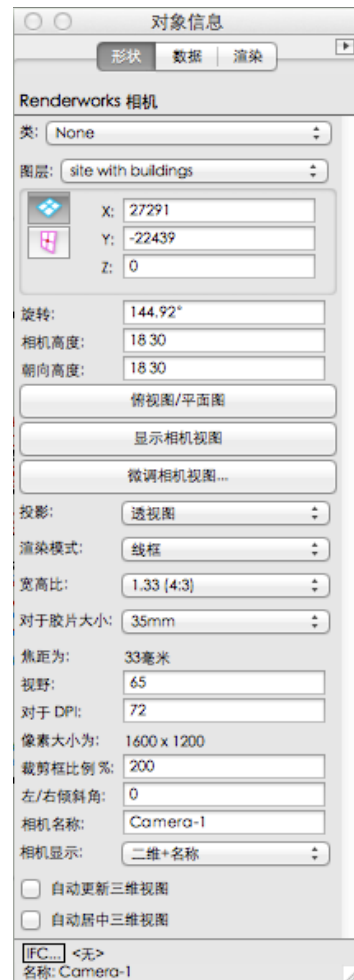 对象信息
形状 数据 渲染
Renderworks 相机
类: None
图层: site with buildings
X: 27291
Y: -22439
Z: 0
旋转: 144.92°
相机高度: 1830
朝向高度: 1830
俯视图/平面图
显示相机视图
微调相机视图...
投影: 透视图
渲染模式: 线框
宽高比: 1.33 (4:3)
对于胶片大小: 35mm
焦距为: 33毫米
视野: 65
对于 DPI: 72
像素大小为: 1600 x 1200
裁剪框比例 %: 200
左/右倾斜角: 0
相机名称: Camera-1
相机显示: 二维+名称
自动更新三维视图
自动居中三维视图
IFC... <无>
名称: Camera-1